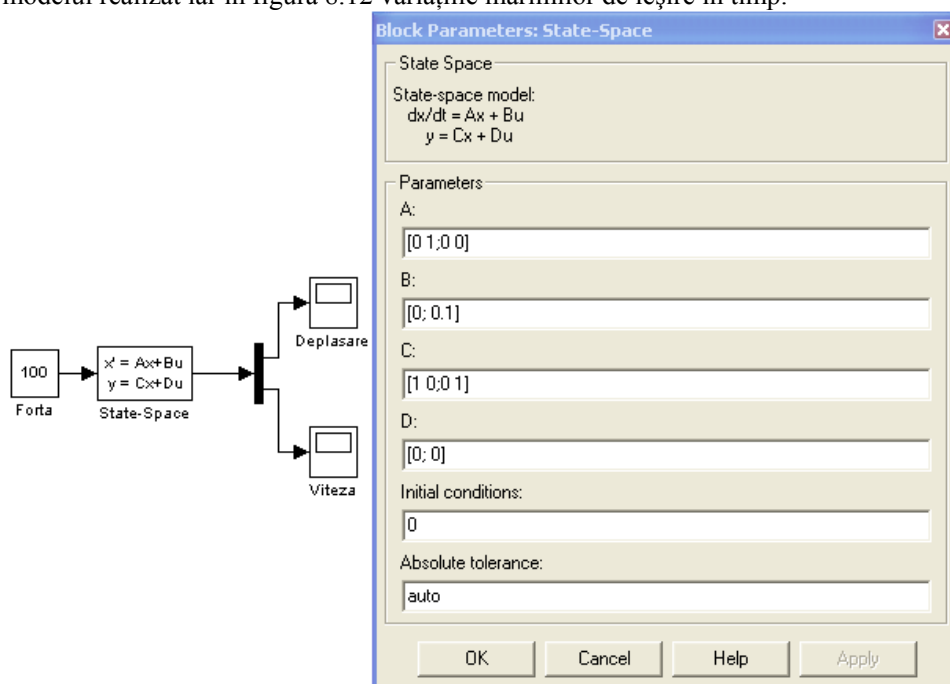 modelul realizat iar în figura 8.12 variațiile mărimilor de ieșire în timp.
Block Parameters: State-Space
State Space
State-space model:
dx/dt = Ax + Bu
y = Cx + Du
Parameters
A:
[0 1;0 0]
B:
[0; 0.1]
C:
[1 0;0 1]
D:
[0; 0]
Initial conditions:
0
Absolute tolerance:
auto
OK Cancel Help Apply
100
Forta
x' = Ax+Bu
y = Cx+Du
State-Space
Deplasare
Viteza